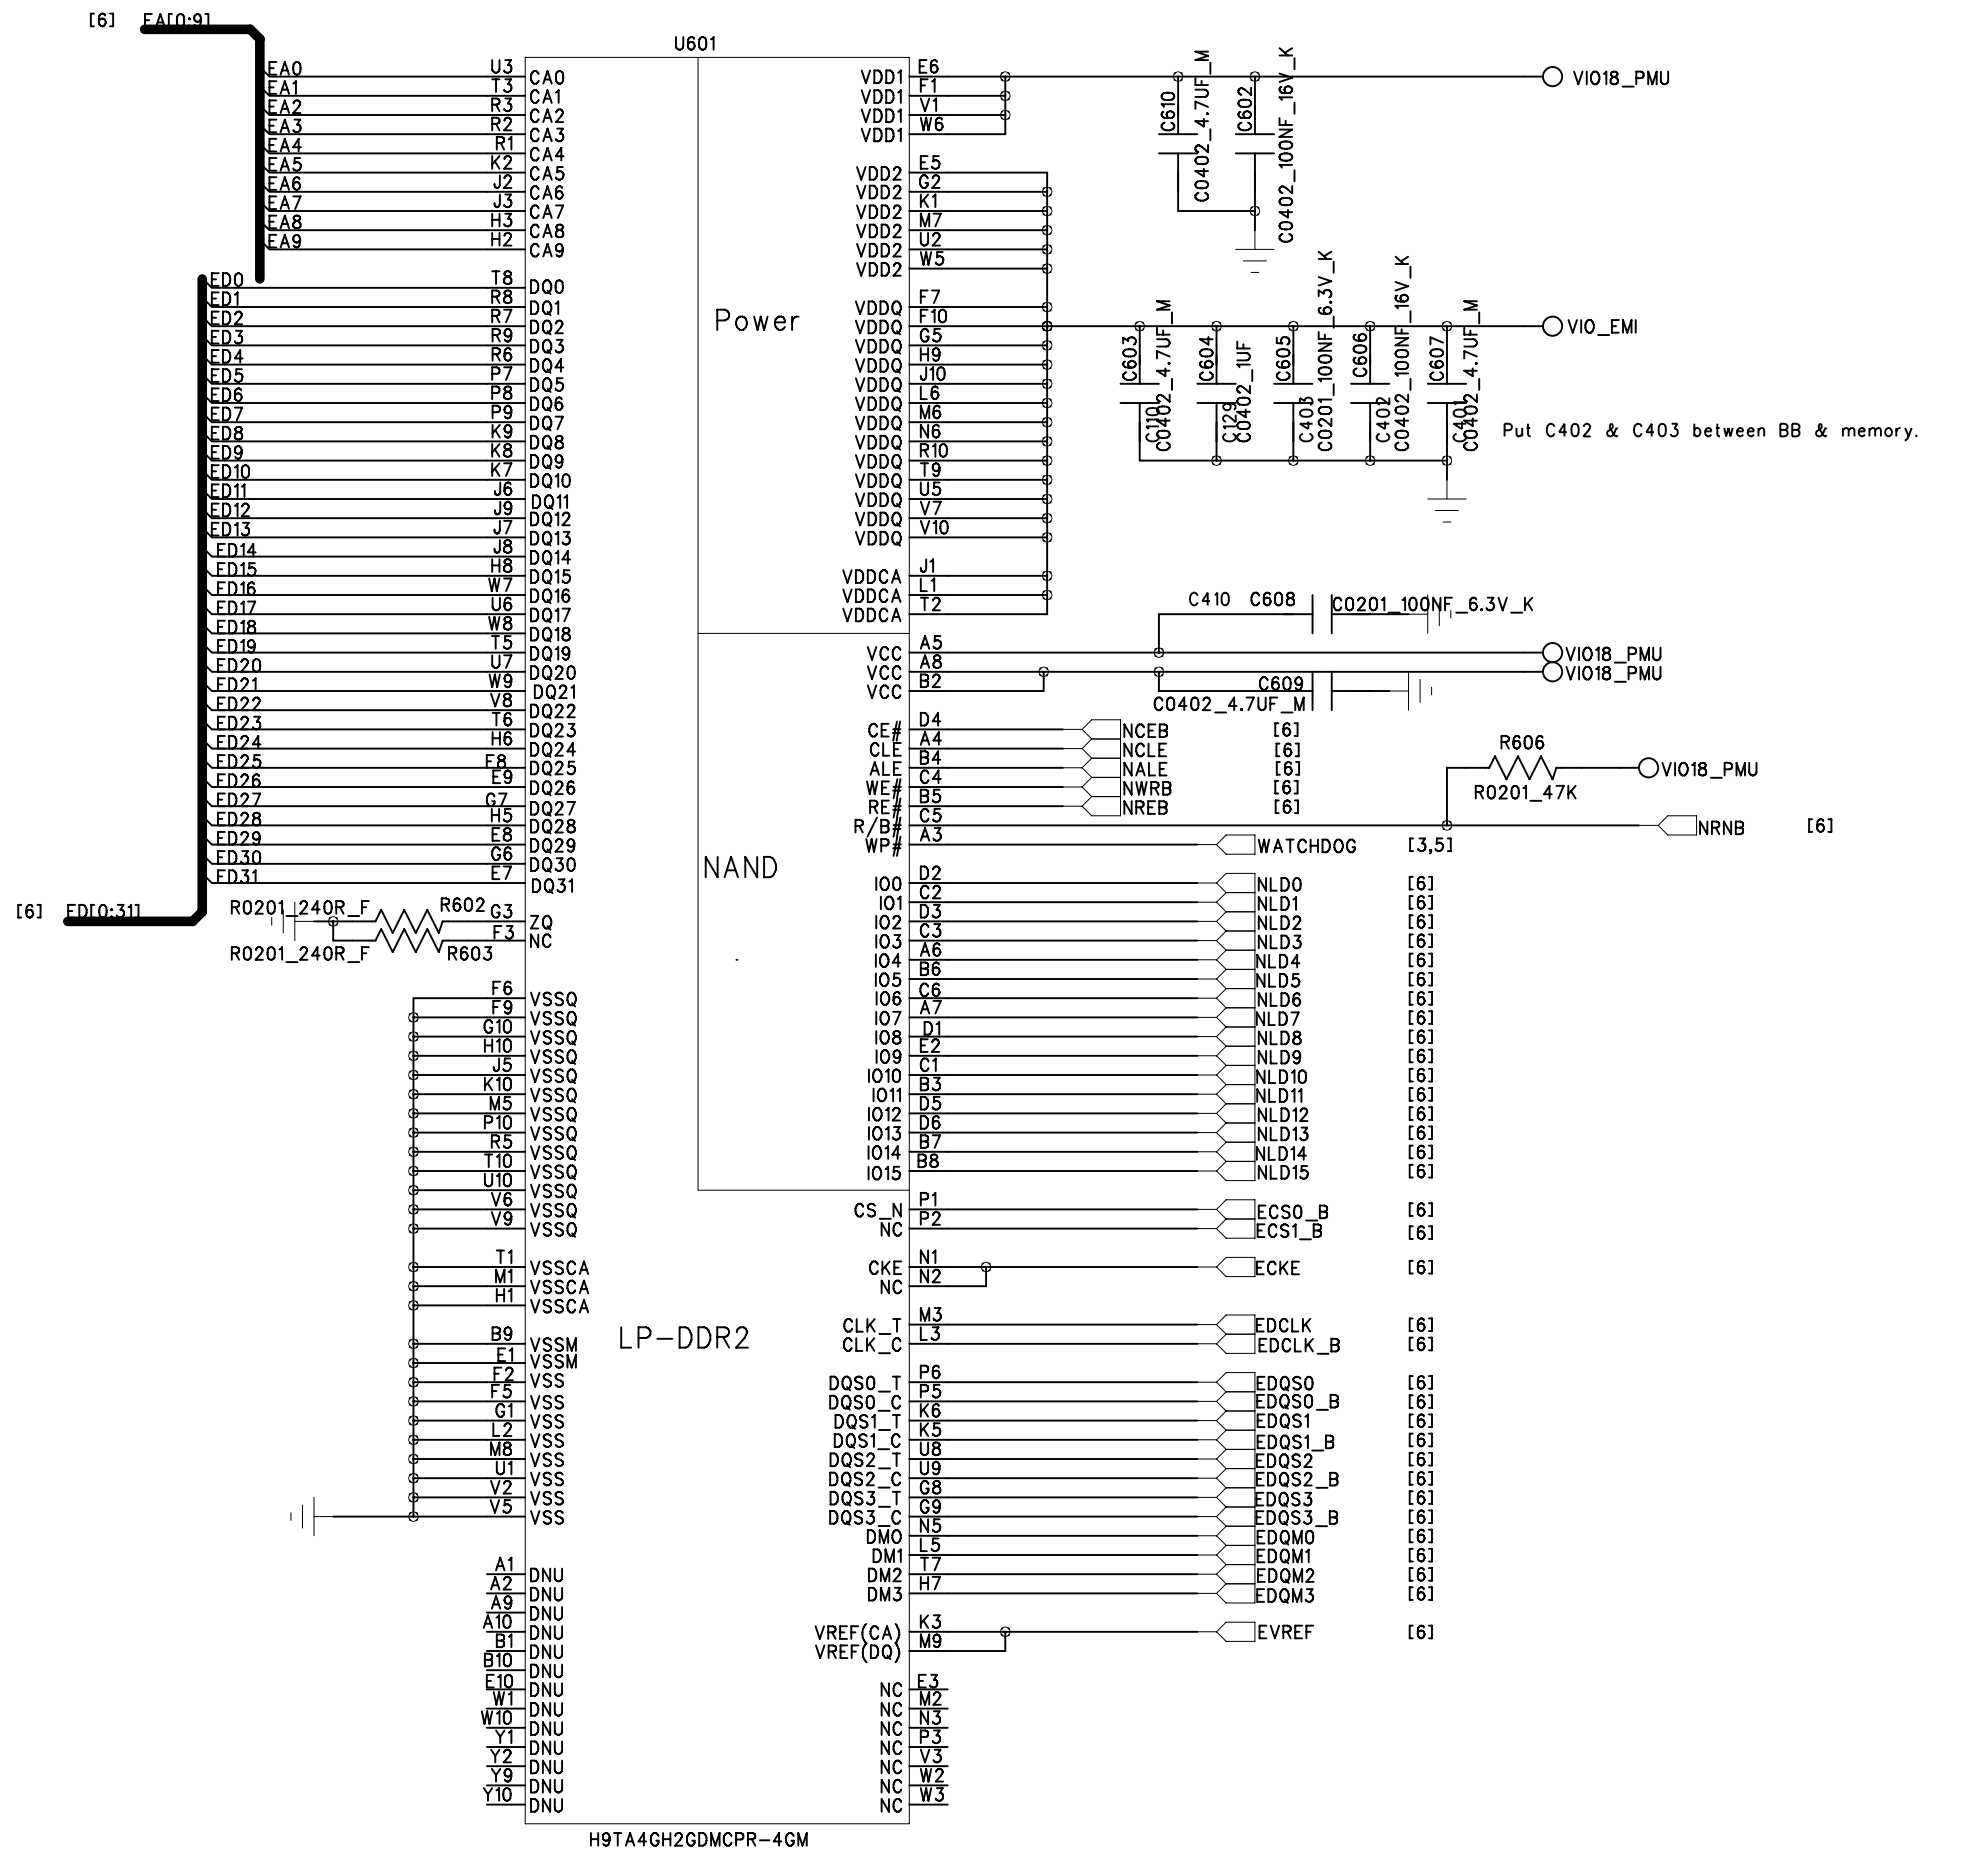 [6] EA[0:9]
U601
EA0 U3 CA0
EA1 T3 CA1
EA2 R3 CA2
EA3 R2 CA3
EA4 R1 CA4
EA5 K2 CA5
EA6 J2 CA6
EA7 J3 CA7
EA8 H3 CA8
EA9 H2 CA9
ED0 T8 DQ0
ED1 R8 DQ1
ED2 R7 DQ2
ED3 R9 DQ3
ED4 R6 DQ4
ED5 P7 DQ5
ED6 P8 DQ6
ED7 P9 DQ7
ED8 K9 DQ8
ED9 K8 DQ9
ED10 K7 DQ10
ED11 J6 DQ11
ED12 J9 DQ12
ED13 J7 DQ13
ED14 J8 DQ14
ED15 H8 DQ15
ED16 W7 DQ16
ED17 U6 DQ17
ED18 W8 DQ18
ED19 T5 DQ19
ED20 U7 DQ20
ED21 W9 DQ21
ED22 V8 DQ22
ED23 T6 DQ23
ED24 H6 DQ24
ED25 F8 DQ25
ED26 E9 DQ26
ED27 G7 DQ27
ED28 H5 DQ28
ED29 E8 DQ29
ED30 G6 DQ30
ED31 E7 DQ31
[6] ED[0:31]
R0201_240R_F R602 G3 ZQ
R0201_240R_F R603 F3 NC
F6 VSSQ
F9 VSSQ
G10 VSSQ
H10 VSSQ
J5 VSSQ
K10 VSSQ
M5 VSSQ
P10 VSSQ
R5 VSSQ
T10 VSSQ
U10 VSSQ
V6 VSSQ
V9 VSSQ
T1 VSSCA
M1 VSSCA
H1 VSSCA
B9 VSSM
E1 VSSM
F2 VSS
F5 VSS
G1 VSS
L2 VSS
M8 VSS
U1 VSS
V2 VSS
V5 VSS
A1 DNU
A2 DNU
A9 DNU
A10 DNU
B1 DNU
B10 DNU
E10 DNU
W1 DNU
W10 DNU
Y1 DNU
Y2 DNU
Y9 DNU
Y10 DNU
Power
NAND
LP-DDR2
VDD1 E6 VIO18_PMU
VDD1 F1
VDD1 V1
VDD1 W6
C610 C0402_4.7UF_M
C602 C0402_100NF_16V_K
VDD2 E5
VDD2 G2
VDD2 K1
VDD2 M7
VDD2 U2
VDD2 W5
VDDQ F7
VDDQ F10 VIO_EMI
VDDQ G5
VDDQ H9
VDDQ J10
VDDQ L6
VDDQ M6
VDDQ N6
VDDQ R10
VDDQ T9
VDDQ U5
VDDQ V7
VDDQ V10
C603 C110 C0402_4.7UF_M
C604 C129 C0402_1UF
C605 C403 C0201_100NF_6.3V_K
C606 C402 C0402_100NF_16V_K
C607 C401 C0402_4.7UF_M
Put C402 & C403 between BB & memory.
VDDCA J1
VDDCA L1
VDDCA T2
C410 C608 C0201_100NF_6.3V_K
VCC A5 VIO18_PMU
VCC A8 VIO18_PMU
VCC B2
C609
C0402_4.7UF_M
CE# D4 NCEB [6]
CLE A4 NCLE [6]
ALE B4 NALE [6]
WE# C4 NWRB [6]
RE# B5 NREB [6]
R606 VIO18_PMU
R0201_47K
R/B# C5 NRNB [6]
WP# A3 WATCHDOG [3,5]
IO0 D2 NLD0 [6]
IO1 C2 NLD1 [6]
IO2 D3 NLD2 [6]
IO3 C3 NLD3 [6]
IO4 A6 NLD4 [6]
IO5 B6 NLD5 [6]
IO6 C6 NLD6 [6]
IO7 A7 NLD7 [6]
IO8 D1 NLD8 [6]
IO9 E2 NLD9 [6]
IO10 C1 NLD10 [6]
IO11 B3 NLD11 [6]
IO12 D5 NLD12 [6]
IO13 D6 NLD13 [6]
IO14 B7 NLD14 [6]
IO15 B8 NLD15 [6]
CS_N P1 ECS0_B [6]
NC P2 ECS1_B [6]
CKE N1 ECKE [6]
NC N2
CLK_T M3 EDCLK [6]
CLK_C L3 EDCLK_B [6]
DQS0_T P6 EDQS0 [6]
DQS0_C P5 EDQS0_B [6]
DQS1_T K6 EDQS1 [6]
DQS1_C K5 EDQS1_B [6]
DQS2_T U8 EDQS2 [6]
DQS2_C U9 EDQS2_B [6]
DQS3_T G8 EDQS3 [6]
DQS3_C G9 EDQS3_B [6]
DM0 N5 EDQM0 [6]
DM1 L5 EDQM1 [6]
DM2 T7 EDQM2 [6]
DM3 H7 EDQM3 [6]
VREF(CA) K3 EVREF [6]
VREF(DQ) M9
NC E3
NC M2
NC N3
NC P3
NC V3
NC W2
NC W3
H9TA4GH2GDMCPR-4GM